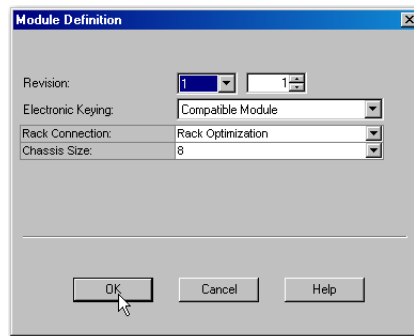 Module Definition
Revision: 1 1
Electronic Keying: Compatible Module
Rack Connection: Rack Optimization
Chassis Size: 8
OK Cancel Help